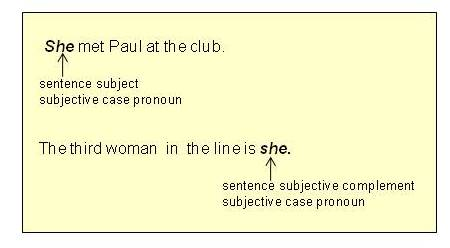 She met Paul at the club.
sentence subject
subjective case pronoun
The third woman in the line is she.
sentence subjective complement
subjective case pronoun